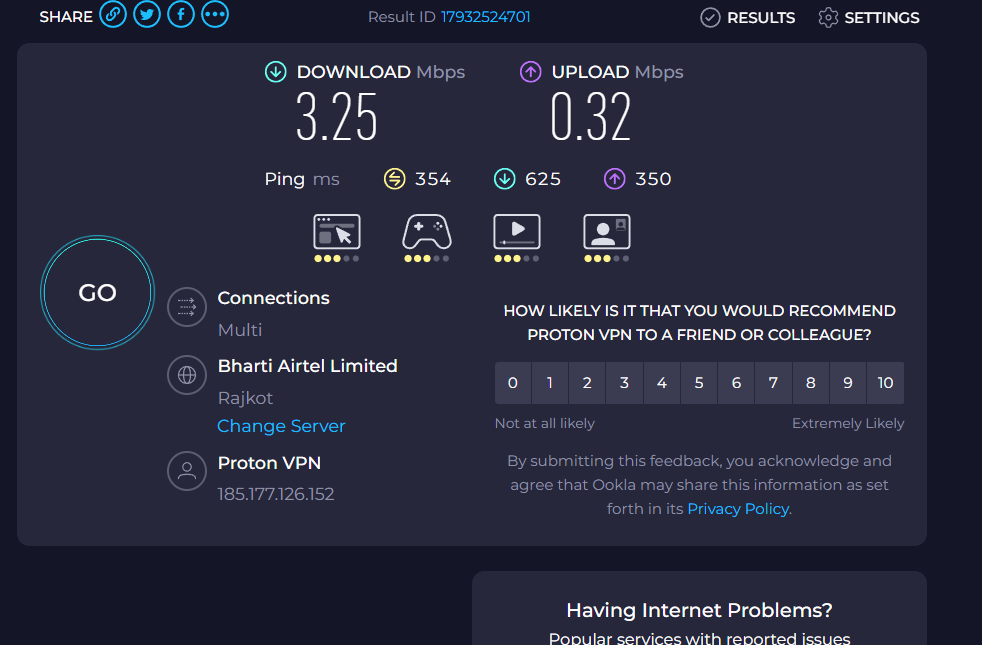 SHARE
Result ID 17932524701
RESULTS
SETTINGS
DOWNLOAD Mbps
3.25
UPLOAD Mbps
0.32
Ping ms
354
625
350
GO
Connections
Multi
Bharti Airtel Limited
Rajkot
Change Server
Proton VPN
185.177.126.152
HOW LIKELY IS IT THAT YOU WOULD RECOMMEND
PROTON VPN TO A FRIEND OR COLLEAGUE?
0 1 2 3 4 5 6 7 8 9 10
Not at all likely
Extremely Likely
By submitting this feedback, you acknowledge and
agree that Ookla may share this information as set
forth in its Privacy Policy.
Having Internet Problems?
Popular services with reported issues